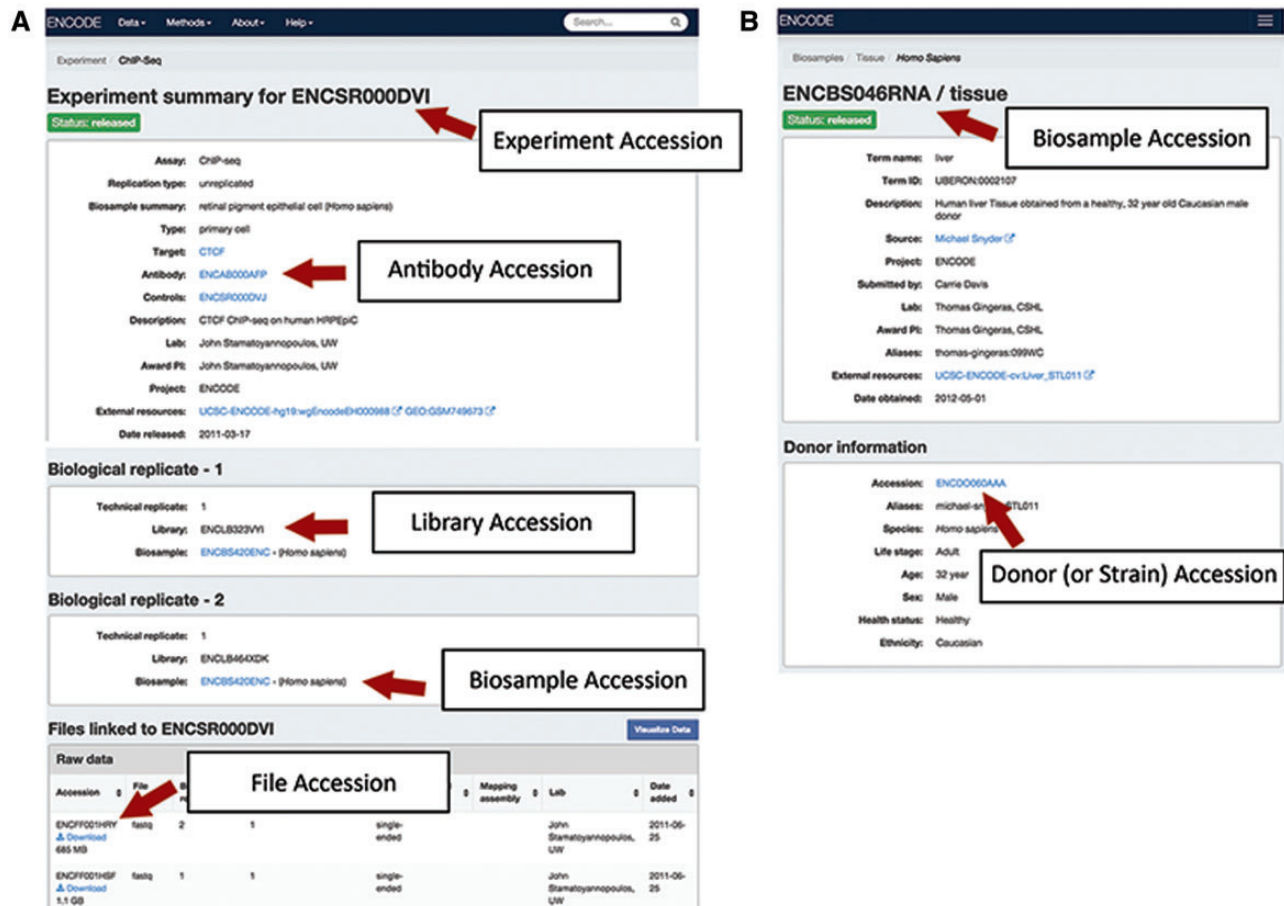 A
ENCODE Data Methods About Help Search...
Experiment / ChIP-Seq
Experiment summary for ENCSR000DVI
Status: released
Experiment Accession
Assay: ChIP-seq
Replication type: unreplicated
Biosample summary: retinal pigment epithelial cell (Homo sapiens)
Type: primary cell
Target: CTCF
Antibody: ENCAB000AFP
Antibody Accession
Controls: ENCSR000DVJ
Description: CTCF ChIP-seq on human HRPEpiC
Lab: John Stamatoyannopoulos, UW
Award PI: John Stamatoyannopoulos, UW
Project: ENCODE
External resources: UCSC-ENCODE-hg19:wgEncodeEH000988 GEO:GSM749673
Date released: 2011-03-17
Biological replicate - 1
Technical replicate: 1
Library: ENCLB323VYI
Library Accession
Biosample: ENCBS420ENC - (Homo sapiens)
Biological replicate - 2
Technical replicate: 1
Library: ENCLB464XDK
Biosample: ENCBS420ENC - (Homo sapiens)
Biosample Accession
Files linked to ENCSR000DVI
Visualize Data
Raw data
File Accession
Accession File Mapping assembly Lab Date added
ENCFF001HRY fastq 2 1 single-ended John Stamatoyannopoulos, UW 2011-06-25
Download
685 MB
ENCFF001HSF fastq 1 1 single-ended John Stamatoyannopoulos, UW 2011-06-25
Download
1.1 GB
B
ENCODE
Biosamples / Tissue / Homo Sapiens
ENCBS046RNA / tissue
Status: released
Biosample Accession
Term name: liver
Term ID: UBERON:0002107
Description: Human liver Tissue obtained from a healthy, 32 year old Caucasian male
donor
Source: Michael Snyder
Project: ENCODE
Submitted by: Carrie Davis
Lab: Thomas Gingeras, CSHL
Award PI: Thomas Gingeras, CSHL
Aliases: thomas-gingeras:099WC
External resources: UCSC-ENCODE-cv:Liver_STL011
Date obtained: 2012-05-01
Donor information
Accession: ENCDO060AAA
Aliases: STL011
Species: Homo sapiens
Life stage: Adult
Donor (or Strain) Accession
Age: 32 year
Sex: Male
Health status: Healthy
Ethnicity: Caucasian